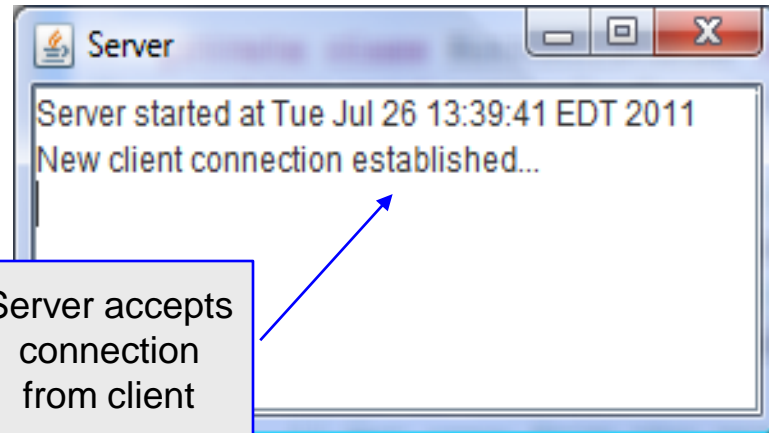 Server
Server started at Tue Jul 26 13:39:41 EDT 2011
New client connection established...
Server accepts
connection
from client